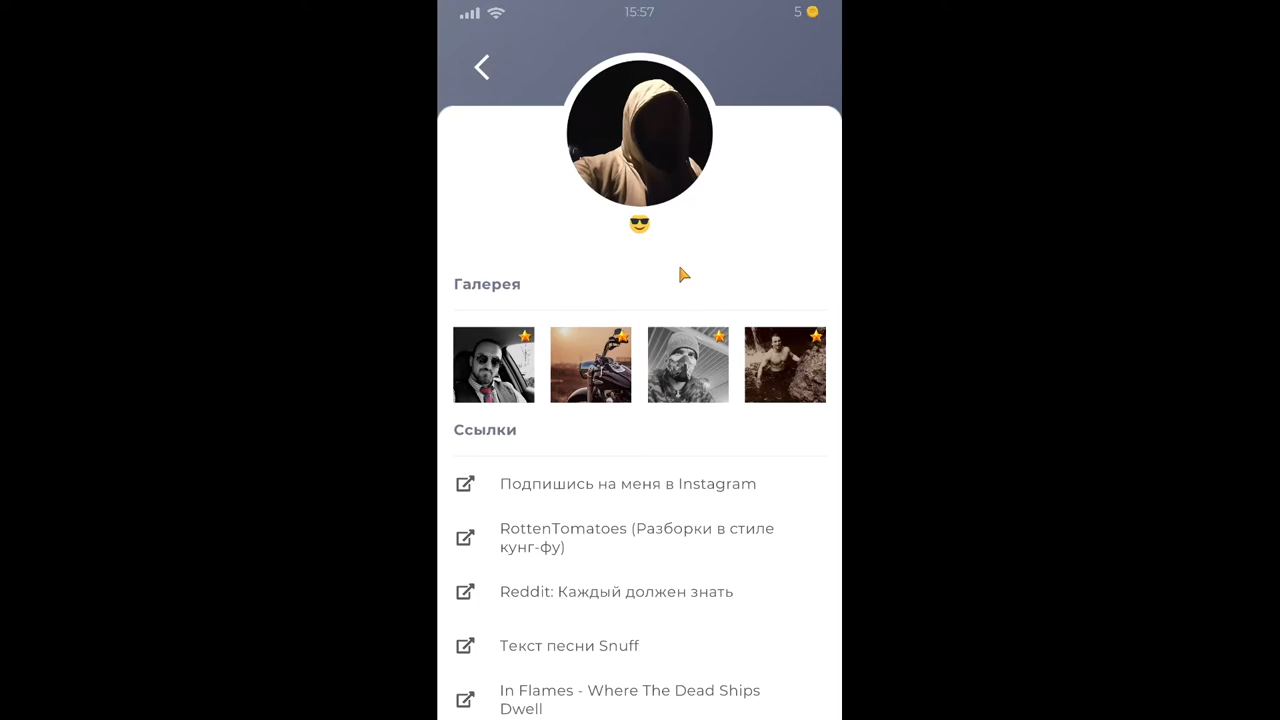 15:57
5
Галерея
Ссылки
Подпишись на меня в Instagram
RottenTomatoes (Разборки в стиле
кунг-фу)
Reddit: Каждый должен знать
Текст песни Snuff
In Flames - Where The Dead Ships
Dwell